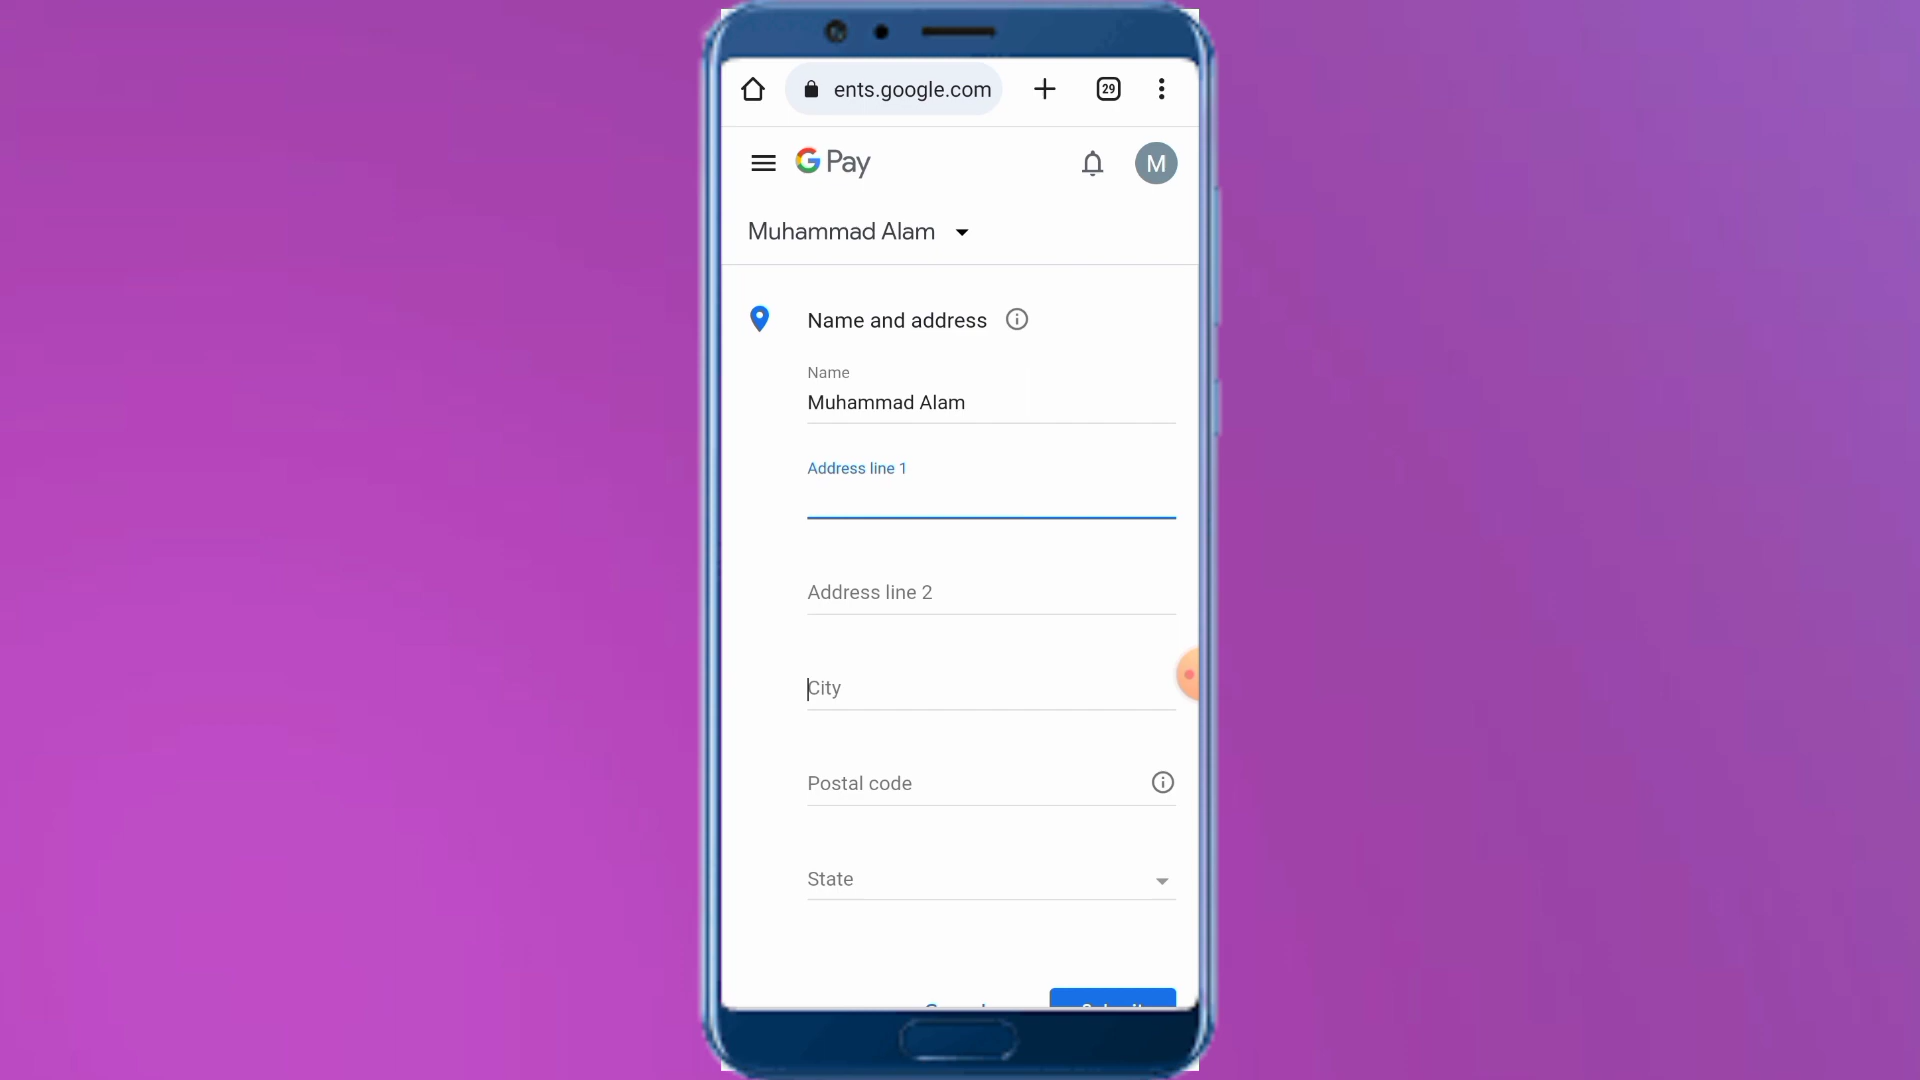 ents.google.com
29
G Pay
M
Muhammad Alam
Name and address
Name
Muhammad Alam
Address line 1
Address line 2
City
Postal code
State